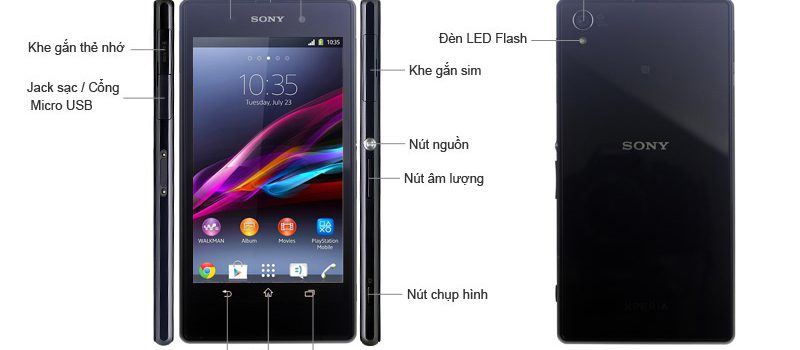 Khe gắn thẻ nhớ
Jack sạc / Cổng
Micro USB
SONY
10:35
10:35
Tuesday, July 23
WALKMAN
Album
Movies
PlayStation
Mobile
Khe gắn sim
Nút nguồn
Nút âm lượng
Nút chụp hình
Đèn LED Flash
SONY
XPERIA